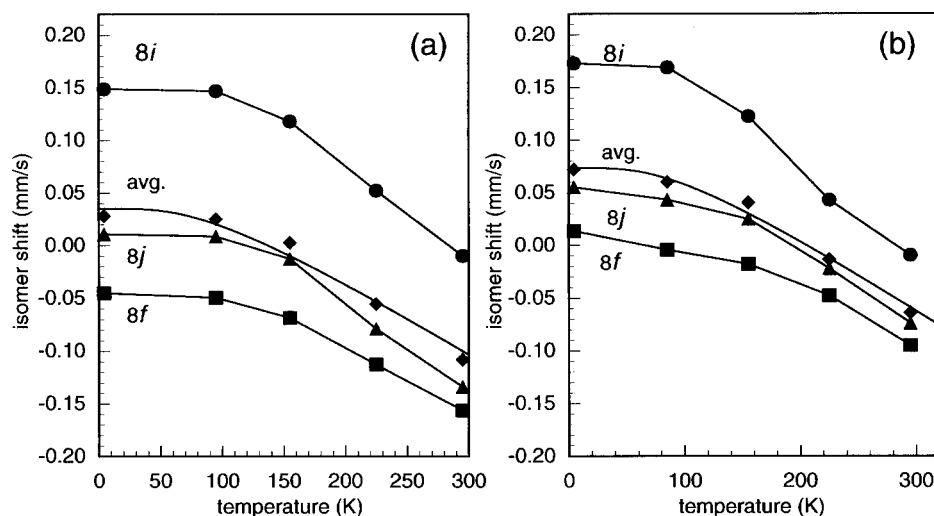 (a)
8i
avg.
8j
8f
0.20
0.15
0.10
0.05
0.00
-0.05
-0.10
-0.15
-0.20
isomer shift (mm/s)
0 50 100 150 200 250 300
temperature (K)
(b)
8i
avg.
8j
8f
0.20
0.15
0.10
0.05
0.00
-0.05
-0.10
-0.15
-0.20
isomer shift (mm/s)
0 100 200 300
temperature (K)